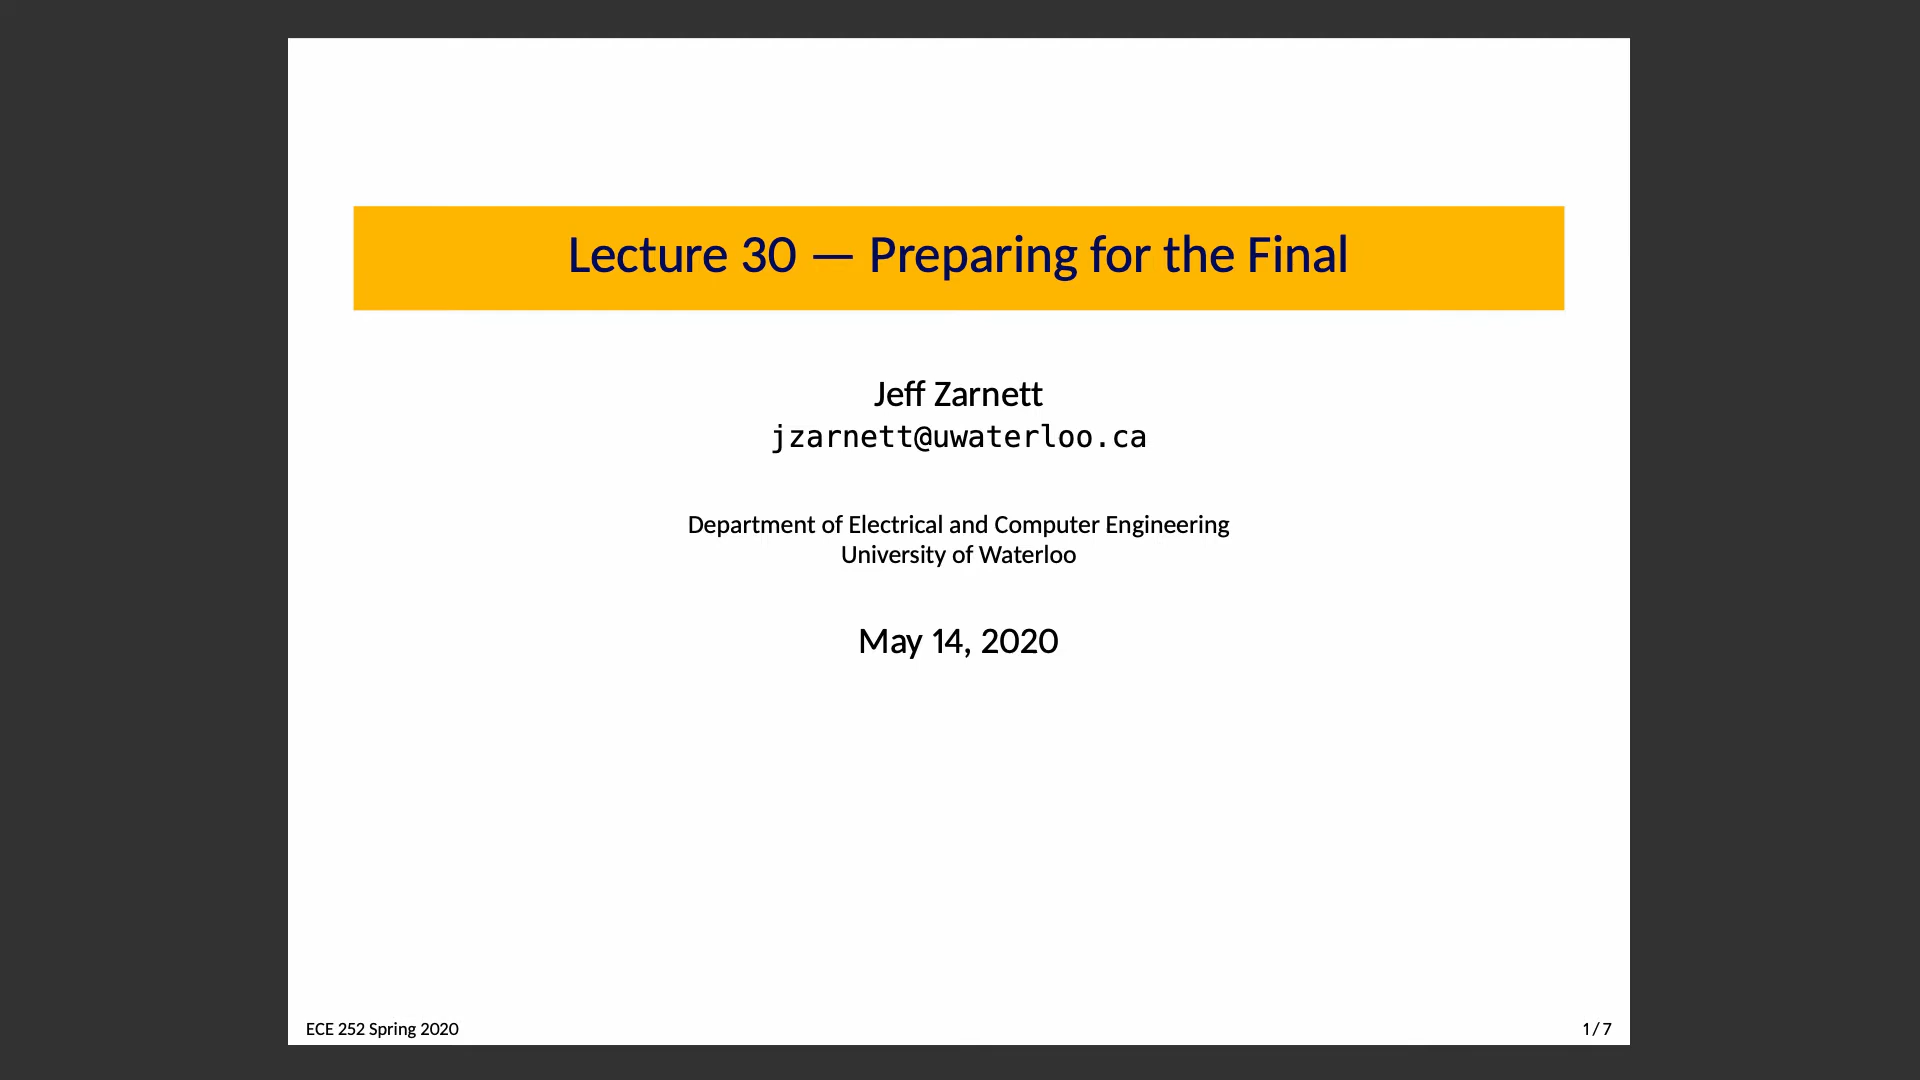 Lecture 30 — Preparing for the Final
Jeff Zarnett
jzarnett@uwaterloo.ca
Department of Electrical and Computer Engineering
University of Waterloo
May 14, 2020
ECE 252 Spring 2020
1 / 7